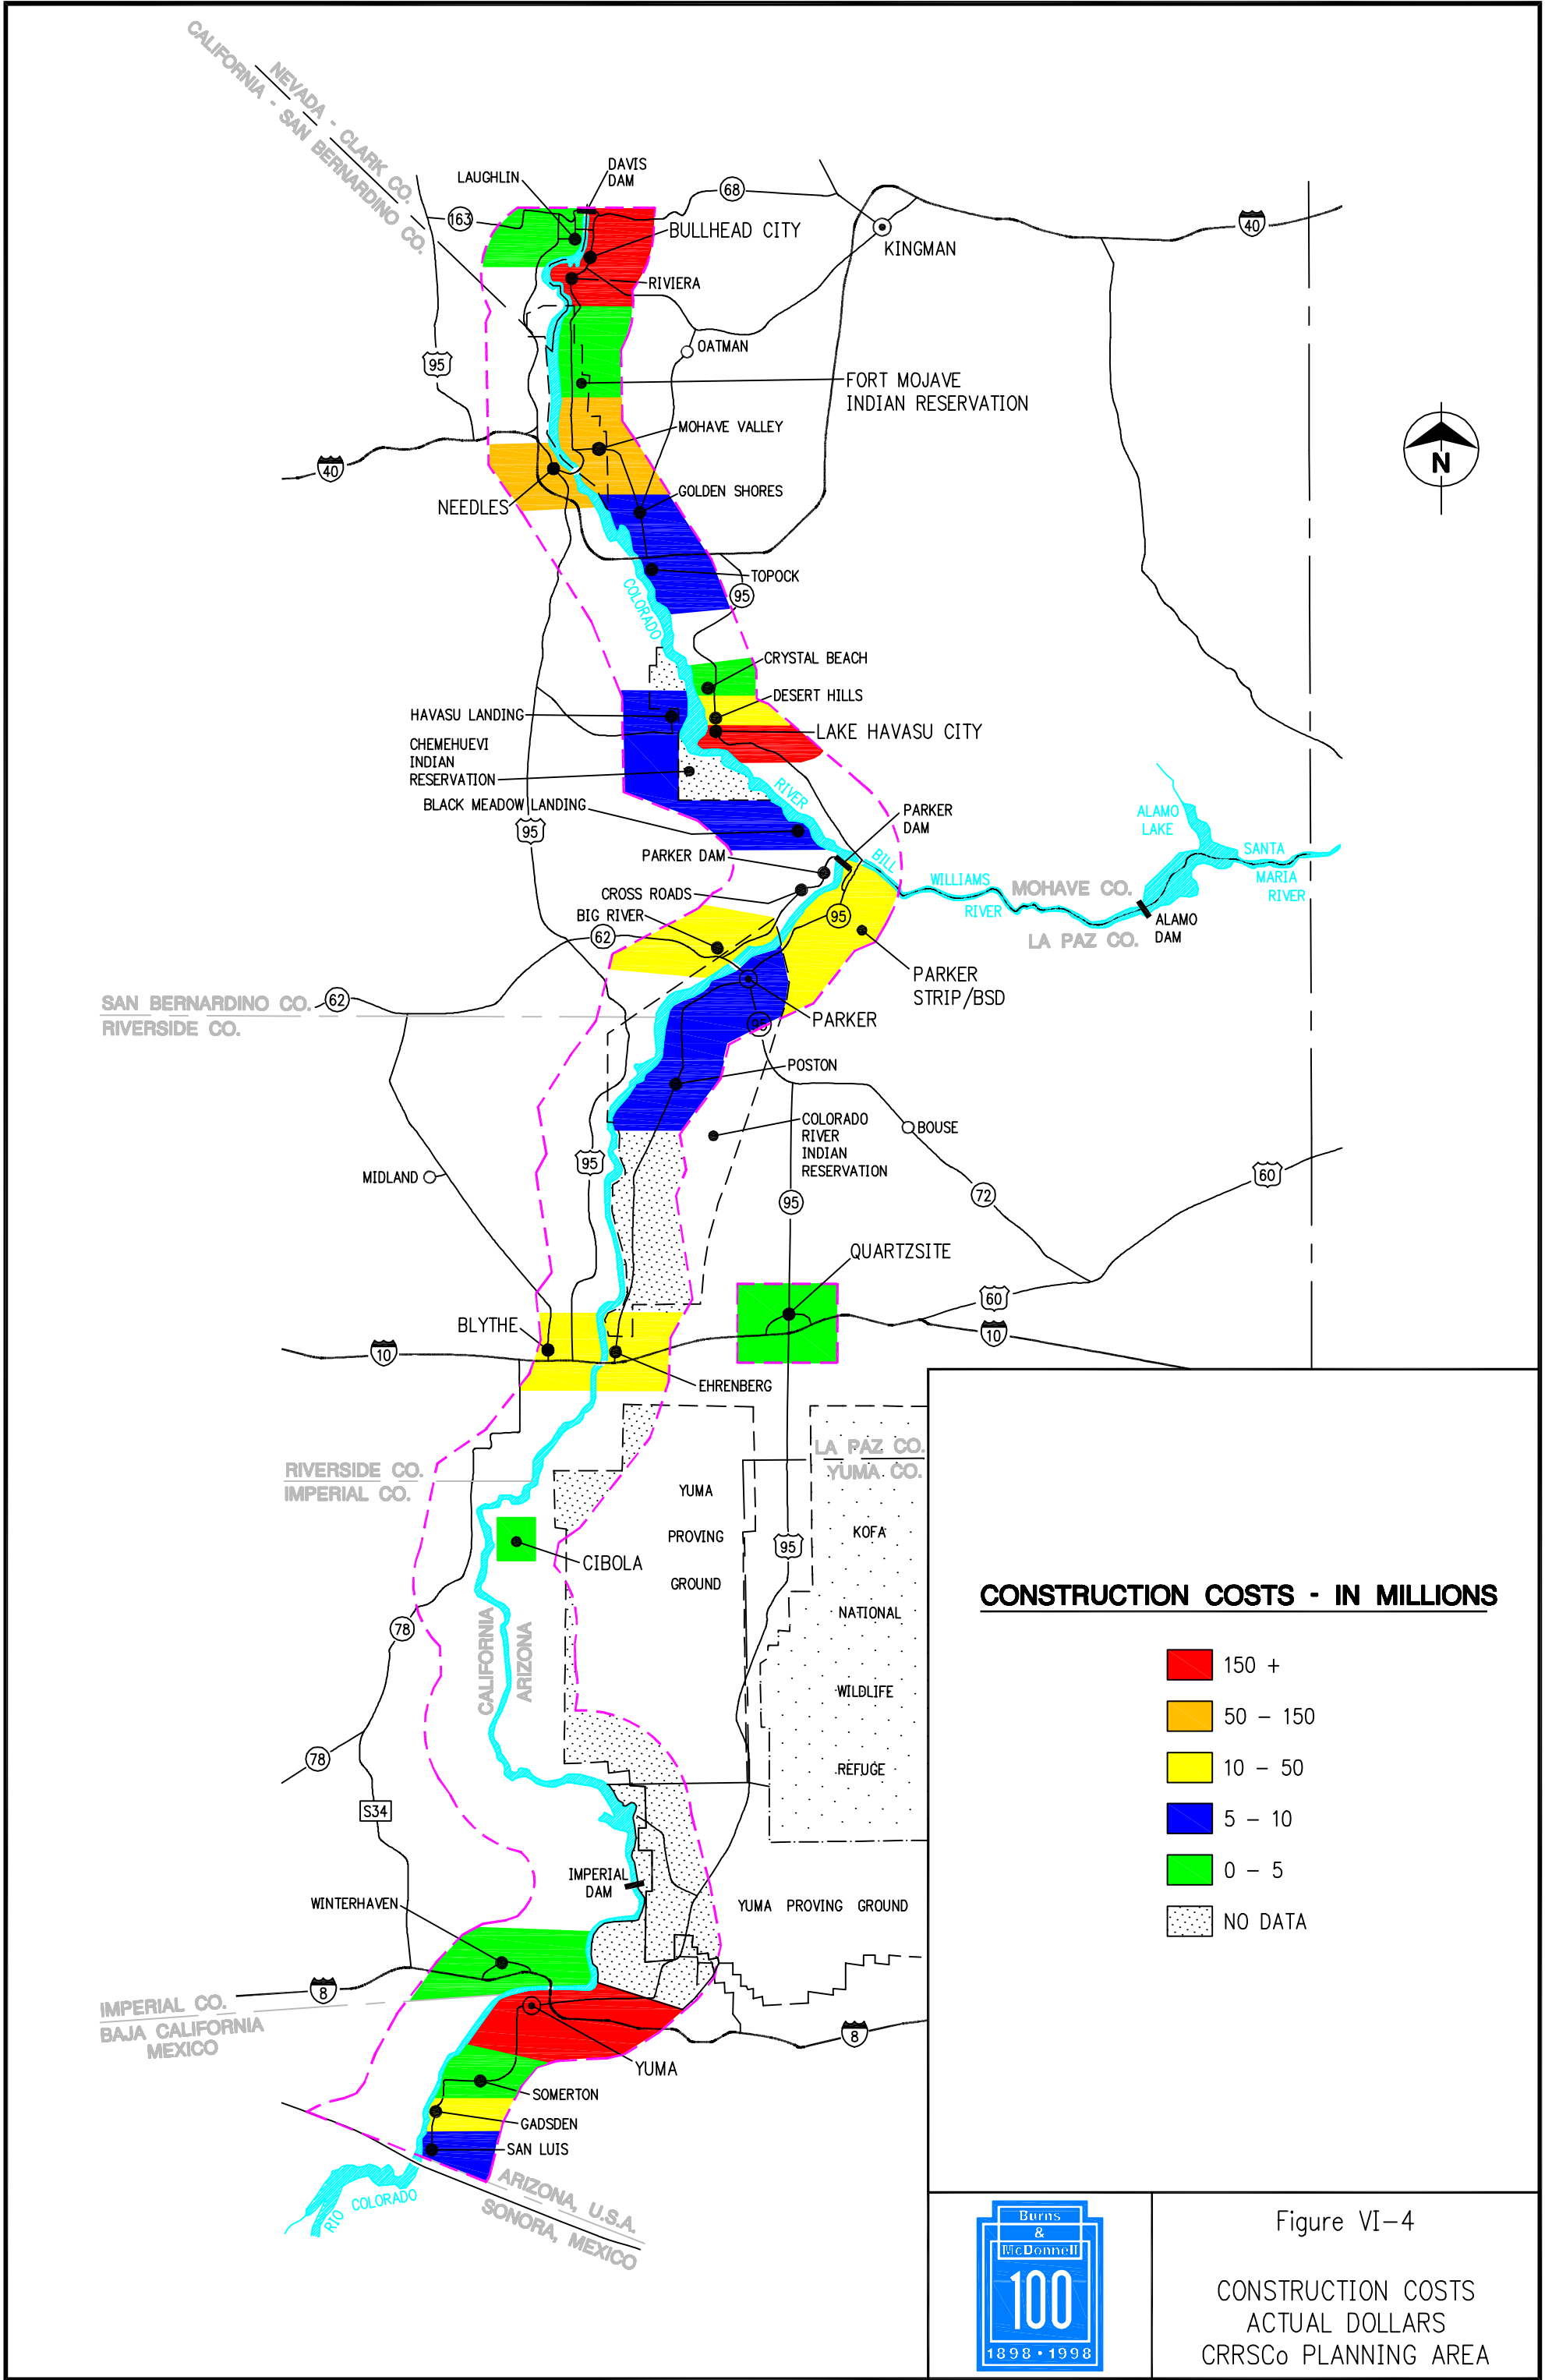 NEVADA - CLARK CO.
CALIFORNIA - SAN BERNARDINO CO.
DAVIS
DAM
LAUGHLIN
68
163
BULLHEAD CITY
40
KINGMAN
RIVIERA
OATMAN
95
FORT MOJAVE
INDIAN RESERVATION
MOHAVE VALLEY
N
40
GOLDEN SHORES
NEEDLES
TOPOCK
95
COLORADO
CRYSTAL BEACH
DESERT HILLS
HAVASU LANDING
LAKE HAVASU CITY
CHEMEHUEVI
INDIAN
RESERVATION
RIVER
BLACK MEADOW LANDING
PARKER
DAM
ALAMO
LAKE
95
SANTA
MARIA
RIVER
PARKER DAM
BILL
WILLIAMS
RIVER
MOHAVE CO.
CROSS ROADS
BIG RIVER
95
ALAMO
DAM
62
LA PAZ CO.
PARKER
STRIP/BSD
SAN BERNARDINO CO.
62
RIVERSIDE CO.
PARKER
95
POSTON
COLORADO
RIVER
INDIAN
RESERVATION
BOUSE
95
MIDLAND
60
95
72
QUARTZSITE
60
BLYTHE
10
10
EHRENBERG
LA PAZ CO.
YUMA CO.
RIVERSIDE CO.
IMPERIAL CO.
YUMA
PROVING
GROUND
KOFA
95
CIBOLA
NATIONAL
78
CALIFORNIA
ARIZONA
WILDLIFE
78
REFUGE
S34
IMPERIAL
DAM
WINTERHAVEN
YUMA PROVING GROUND
8
IMPERIAL CO.
BAJA CALIFORNIA
MEXICO
8
YUMA
SOMERTON
GADSDEN
SAN LUIS
ARIZONA, U.S.A.
SONORA, MEXICO
RIO
COLORADO
CONSTRUCTION COSTS - IN MILLIONS
150 +
50 - 150
10 - 50
5 - 10
0 - 5
NO DATA
Burns
&
McDonnell
100
1898 • 1998
Figure VI-4
CONSTRUCTION COSTS
ACTUAL DOLLARS
CRRSCo PLANNING AREA